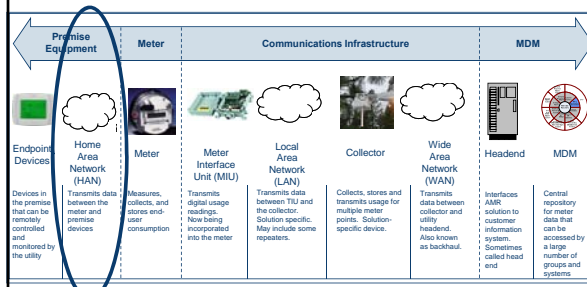 Premise
Equipment
Meter
Communications Infrastructure
MDM
Endpoint
Devices
Home
Area
Network
(HAN)
Meter
Meter
Interface
Unit (MIU)
Local
Area
Network
(LAN)
Collector
Wide
Area
Network
(WAN)
Headend
MDM
Devices in
the premise
that can be
remotely
controlled
and
monitored by
the utility
Transmits data
between the
meter and
premise
devices
Measures,
collects, and
stores end-
user
consumption
Transmits
digital usage
readings.
Now being
incorporated
into the meter
Transmits data
between TIU and
the collector.
Solution specific.
May include some
repeaters.
Collects, stores and
transmits usage for
multiple meter
points. Solution-
specific device.
Transmits
data between
collector and
utility
headend.
Also known
as backhaul.
Interfaces
AMR
solution to
customer
information
system.
Sometimes
called head
end
Central
repository
for meter
data that
can be
accessed by
a large
number of
groups and
systems